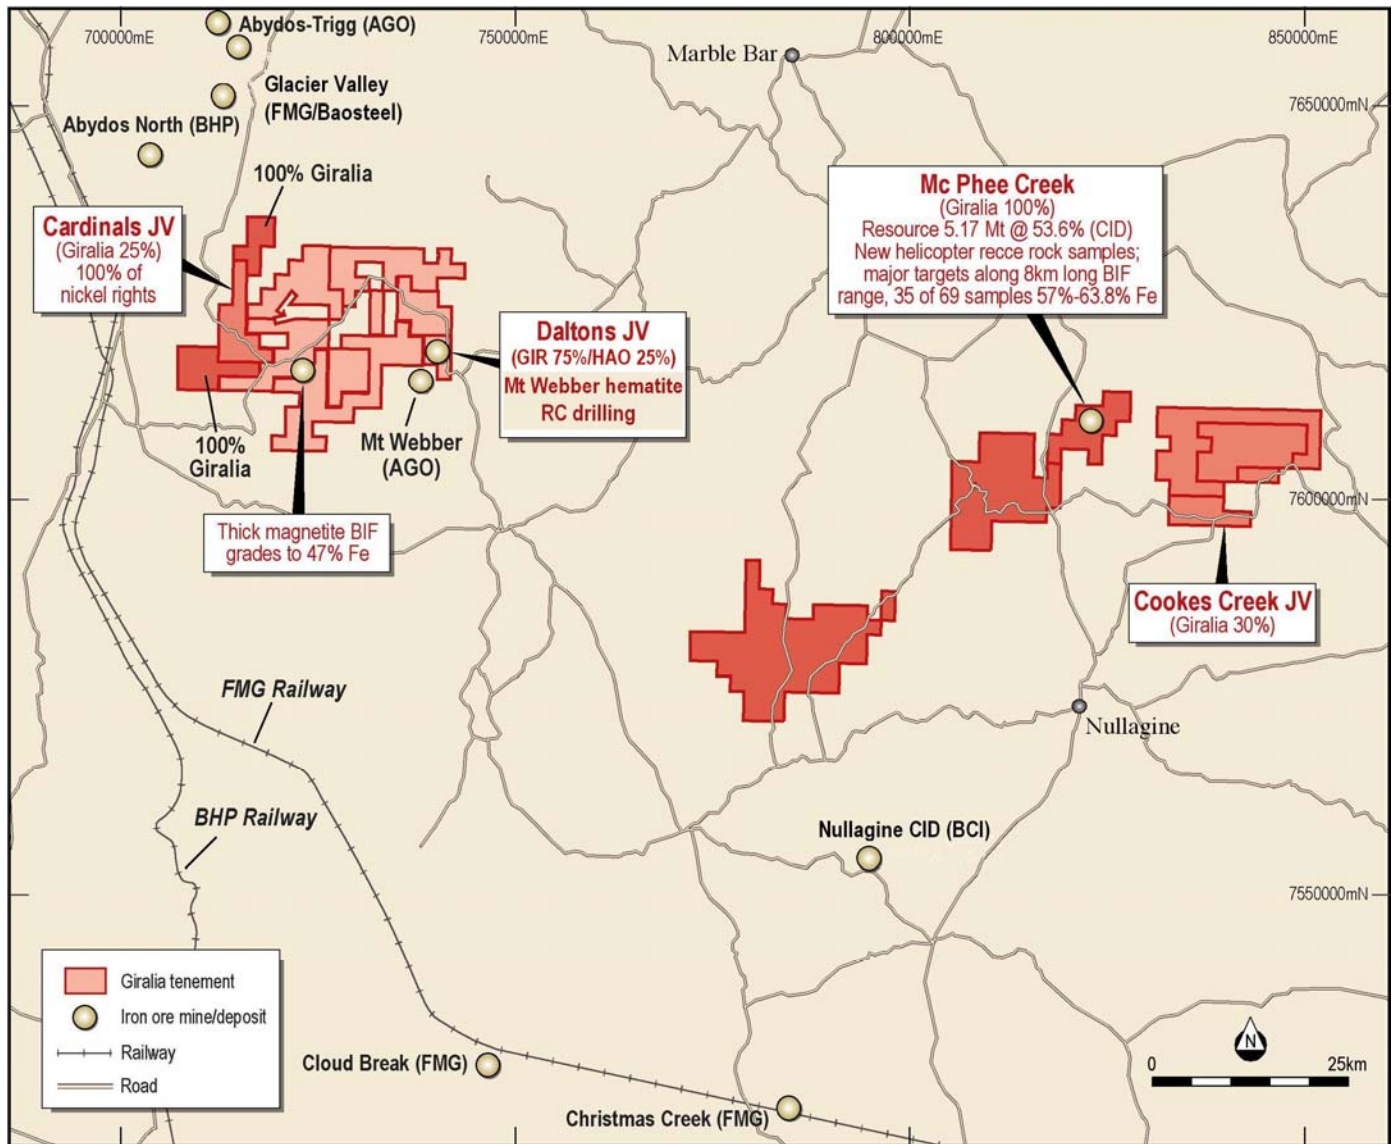 700000mE
750000mE
800000mE
850000mE
Abydos-Trigg (AGO)
Marble Bar
Glacier Valley
(FMG/Baosteel)
7650000mN
Abydos North (BHP)
100% Giralia
Cardinals JV
(Giralia 25%)
100% of
nickel rights
Mc Phee Creek
(Giralia 100%)
Resource 5.17 Mt @ 53.6% (CID)
New helicopter recce rock samples;
major targets along 8km long BIF
range, 35 of 69 samples 57%-63.8% Fe
Daltons JV
(GIR 75%/HAO 25%)
Mt Webber hematite
RC drilling
100%
Giralia
Mt Webber
(AGO)
7600000mN
Thick magnetite BIF
grades to 47% Fe
Cookes Creek JV
(Giralia 30%)
FMG Railway
Nullagine
BHP Railway
Nullagine CID (BCI)
7550000mN
Giralia tenement
Iron ore mine/deposit
Railway
Road
Cloud Break (FMG)
Christmas Creek (FMG)
N
0
25km